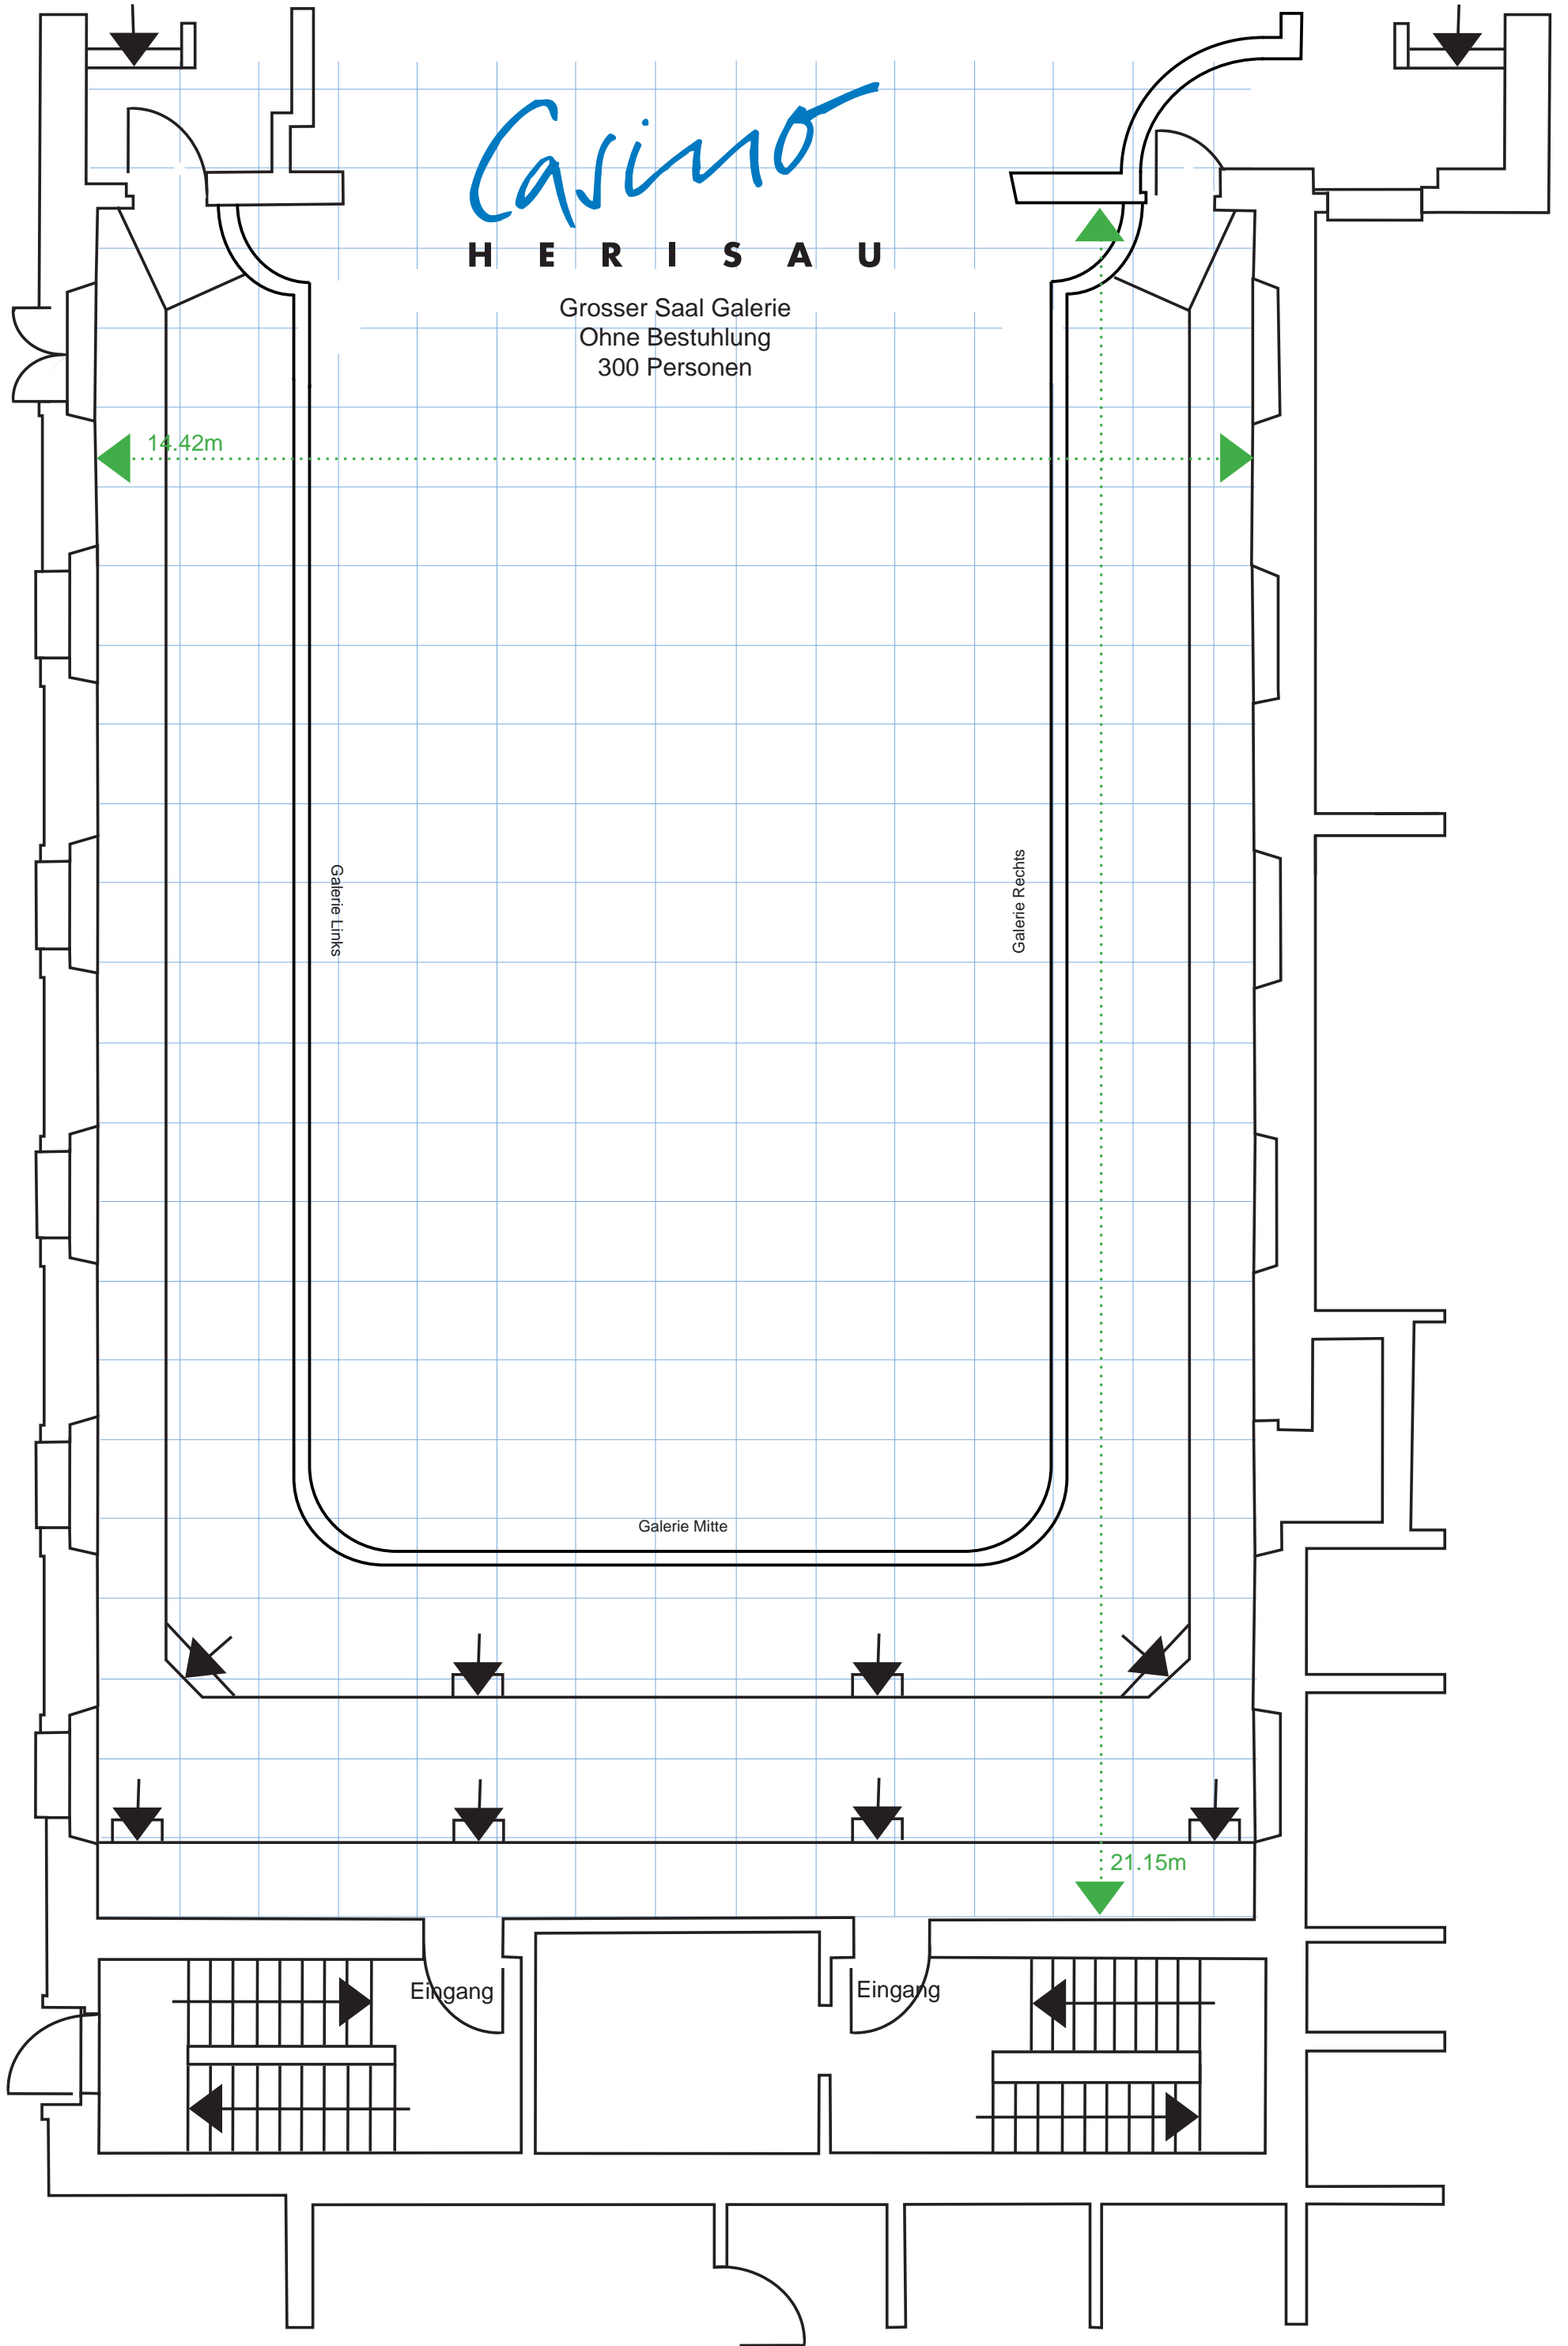 Casino
HERISAU
Grosser Saal Galerie
Ohne Bestuhlung
300 Personen
14.42m
Galerie Links
Galerie Rechts
Galerie Mitte
21.15m
Eingang
Eingang